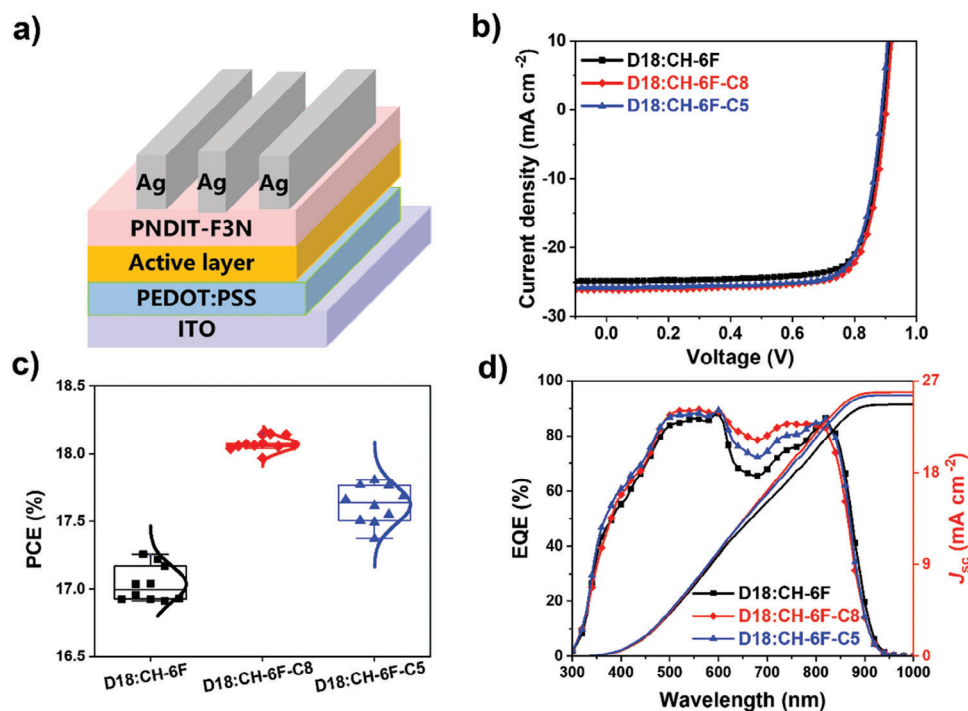 a)
Ag Ag Ag
PNDIT-F3N
Active layer
PEDOT:PSS
ITO
b)
D18:CH-6F
D18:CH-6F-C8
D18:CH-6F-C5
Current density (mA cm⁻²)
10
0
-10
-20
-30
0.0 0.2 0.4 0.6 0.8 1.0
Voltage (V)
c)
PCE (%)
18.5
18.0
17.5
17.0
16.5
D18:CH-6F
D18:CH-6F-C8
D18:CH-6F-C5
d)
EQE (%)
100
80
60
40
20
0
D18:CH-6F
D18:CH-6F-C8
D18:CH-6F-C5
27
18
9
0
Jsc (mA cm⁻²)
300 400 500 600 700 800 900 1000
Wavelength (nm)